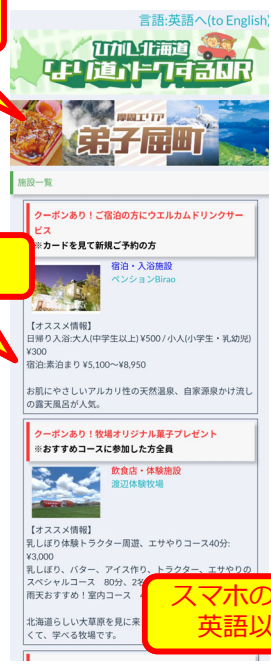 言語:英語へ(to English)
ひがし北海道
より道トクするQR
摩周エリア
弟子屈町
施設一覧
クーポンあり！ご宿泊の方にウエルカムドリンクサー
ビス
※カードを見て新規ご予約の方
宿泊・入浴施設
ペンションBirao
【オススメ情報】
日帰り入浴:大人(中学生以上) ¥500 / 小人(小学生・乳幼児)
¥300
宿泊:素泊まり ¥5,100〜¥8,950
お肌にやさしいアルカリ性の天然温泉、自家源泉かけ流し
の露天風呂が人気。
クーポンあり！牧場オリジナル菓子プレゼント
※おすすめコースに参加した方全員
飲食店・体験施設
渡辺体験牧場
【オススメ情報】
乳しぼり体験トラクター周遊、エサやりコース40分:
¥3,000
乳しぼり、バター、アイス作り、トラクター、エサやりの
スペシャルコース 80分、2名
雨天おすすめ！室内コース
北海道らしい大草原を見に来
くて、学べる牧場です。
スマホの
英語以